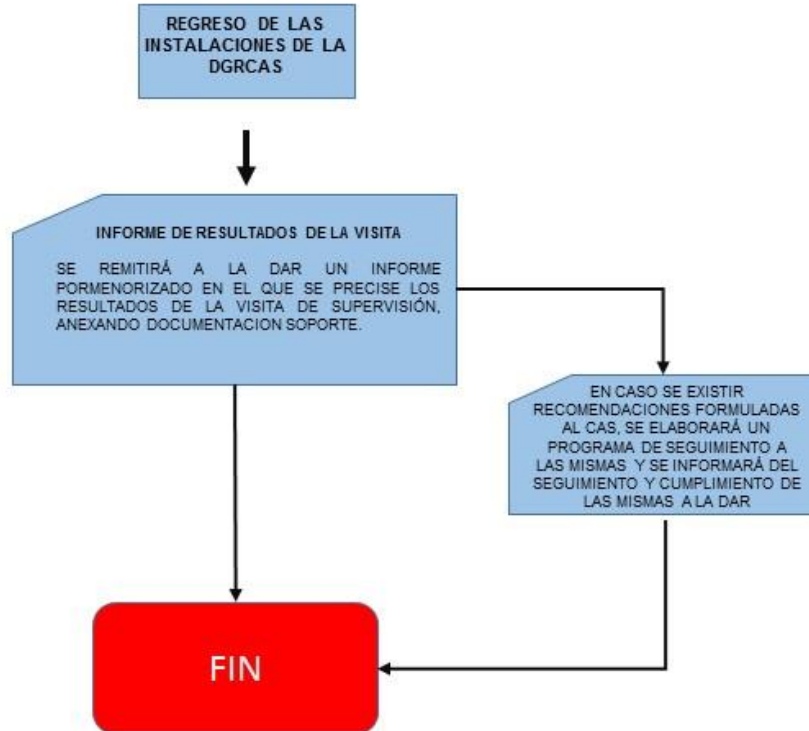 REGRESO DE LAS
INSTALACIONES DE LA
DGRCAS
INFORME DE RESULTADOS DE LA VISITA
SE REMITIRÁ A LA DAR UN INFORME
PORMENORIZADO EN EL QUE SE PRECISE LOS
RESULTADOS DE LA VISITA DE SUPERVISIÓN,
ANEXANDO DOCUMENTACION SOPORTE.
EN CASO SE EXISTIR
RECOMENDACIONES FORMULADAS
AL CAS, SE ELABORARÁ UN
PROGRAMA DE SEGUIMIENTO A
LAS MISMAS Y SE INFORMARÁ DEL
SEGUIMIENTO Y CUMPLIMIENTO DE
LAS MISMAS A LA DAR
FIN